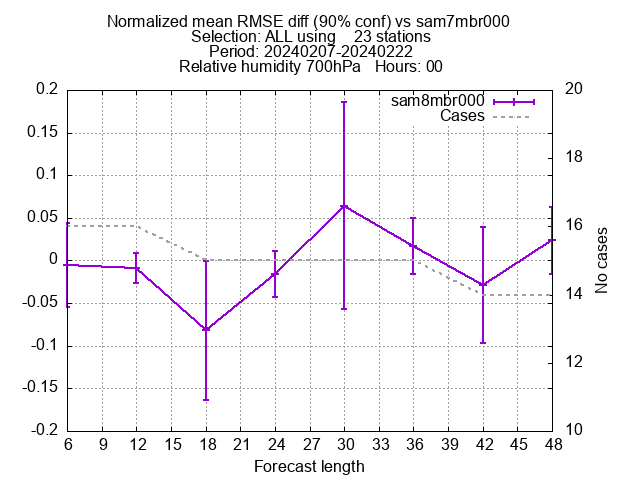 Normalized mean RMSE diff (90% conf) vs sam7mbr000
Selection: ALL using    23 stations
Period: 20240207-20240222
Relative humidity 700hPa   Hours: 00
0.2
0.15
0.1
0.05
0
-0.05
-0.1
-0.15
-0.2
sam8mbr000
Cases
20
18
16
14
12
10
No cases
6 9 12 15 18 21 24 27 30 33 36 39 42 45 48
Forecast length